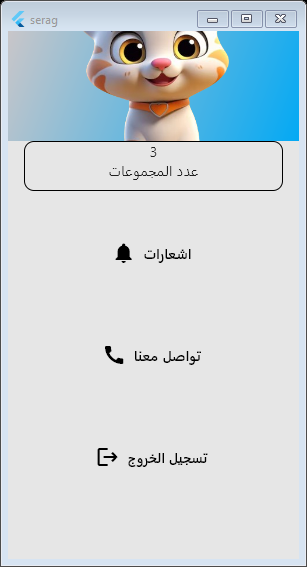 serag
3
عدد المجموعات
اشعارات
تواصل معنا
تسجيل الخروج